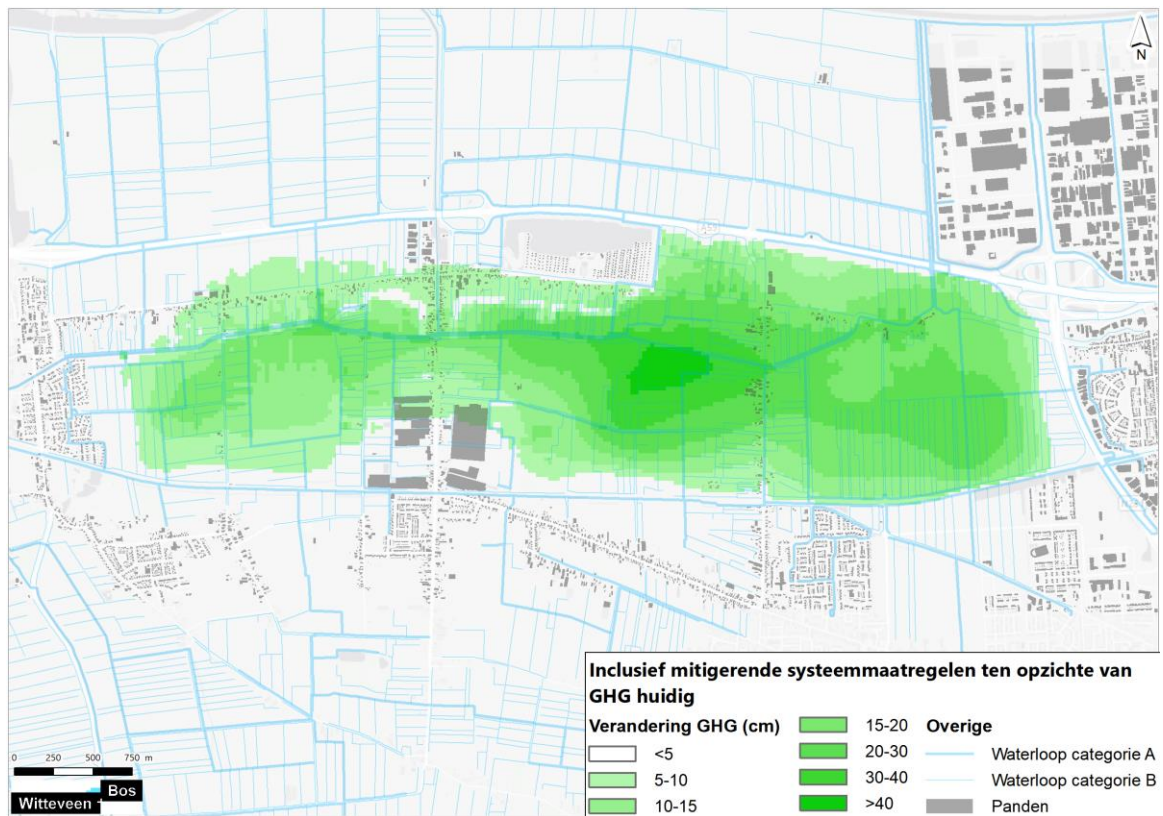 N
Inclusief mitigerende systeemmaatregelen ten opzichte van
GHG huidig
Verandering GHG (cm)
<5
5-10
10-15
15-20
20-30
30-40
>40
Overige
Waterloop categorie A
Waterloop categorie B
Panden
0 250 500 750 m
Witteveen + Bos